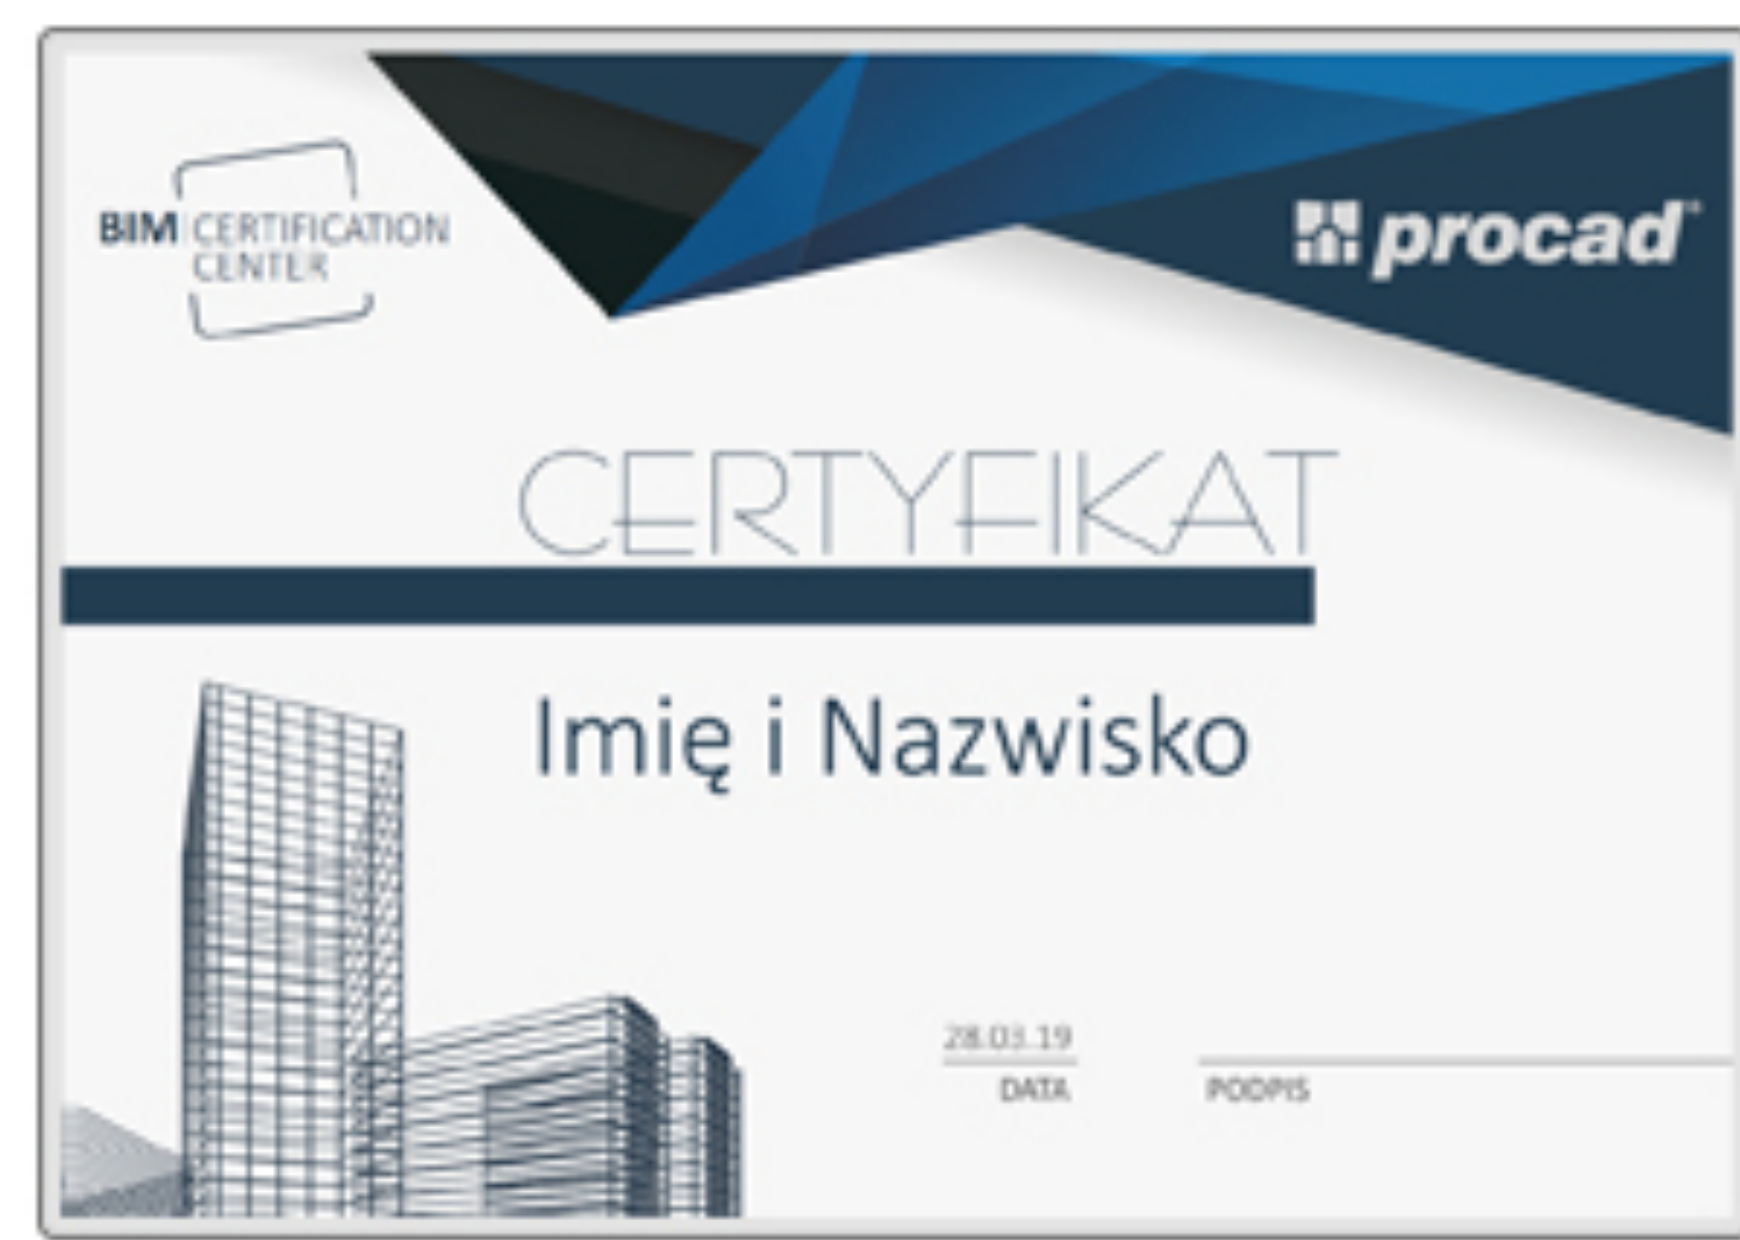 BIM CERTIFICATION
CENTER
procad
CERTYFIKAT
Imię i Nazwisko
28.03.19
DATA
PODPIS